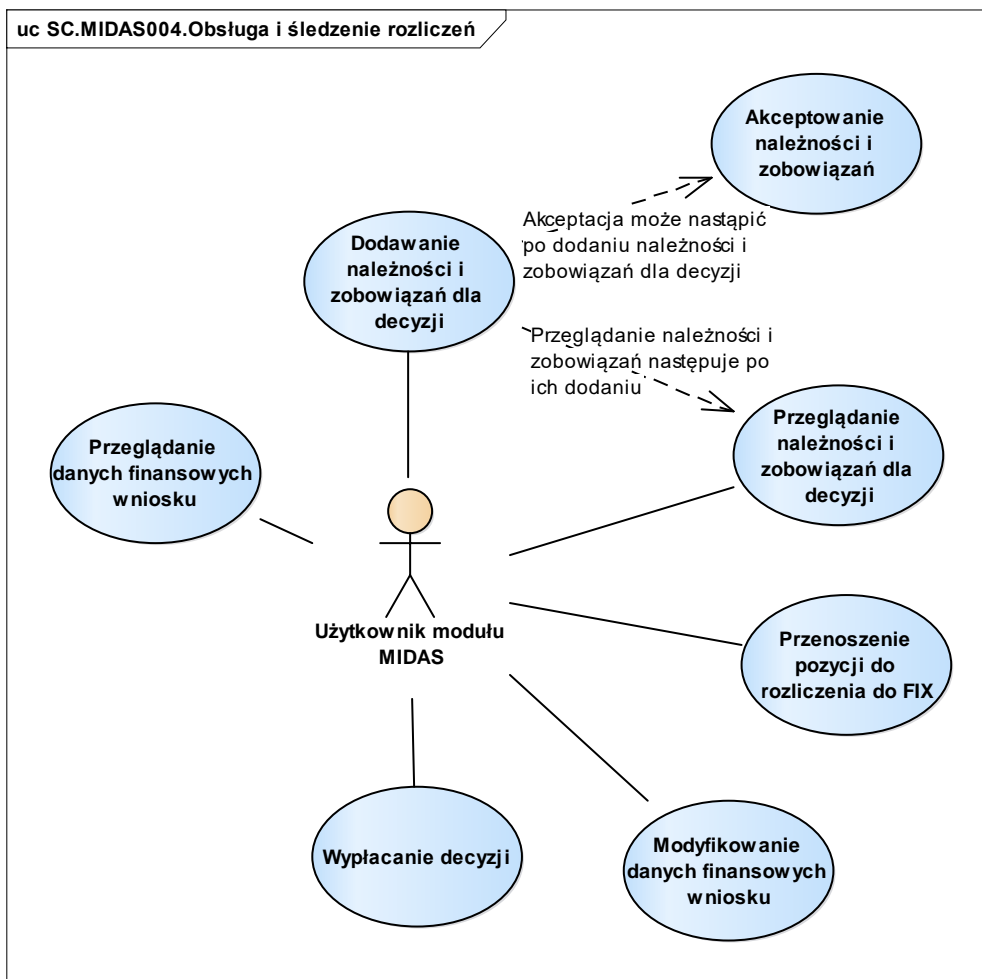 uc SC.MIDAS004.Obsługa i śledzenie rozliczeń
Akceptowanie
należności i
zobowiązań
Akceptacja może nastąpić
po dodaniu należności i
zobowiązań dla decyzji
Dodawanie
należności i
zobowiązań dla
decyzji
Przeglądanie należności i
zobowiązań następuje po
ich dodaniu
Przeglądanie
należności i
zobowiązań dla
decyzji
Przeglądanie
danych finansowych
wniosku
Użytkownik modułu
MIDAS
Przenoszenie
pozycji do
rozliczenia do FIX
Wypłacanie decyzji
Modyfikowanie
danych finansowych
wniosku